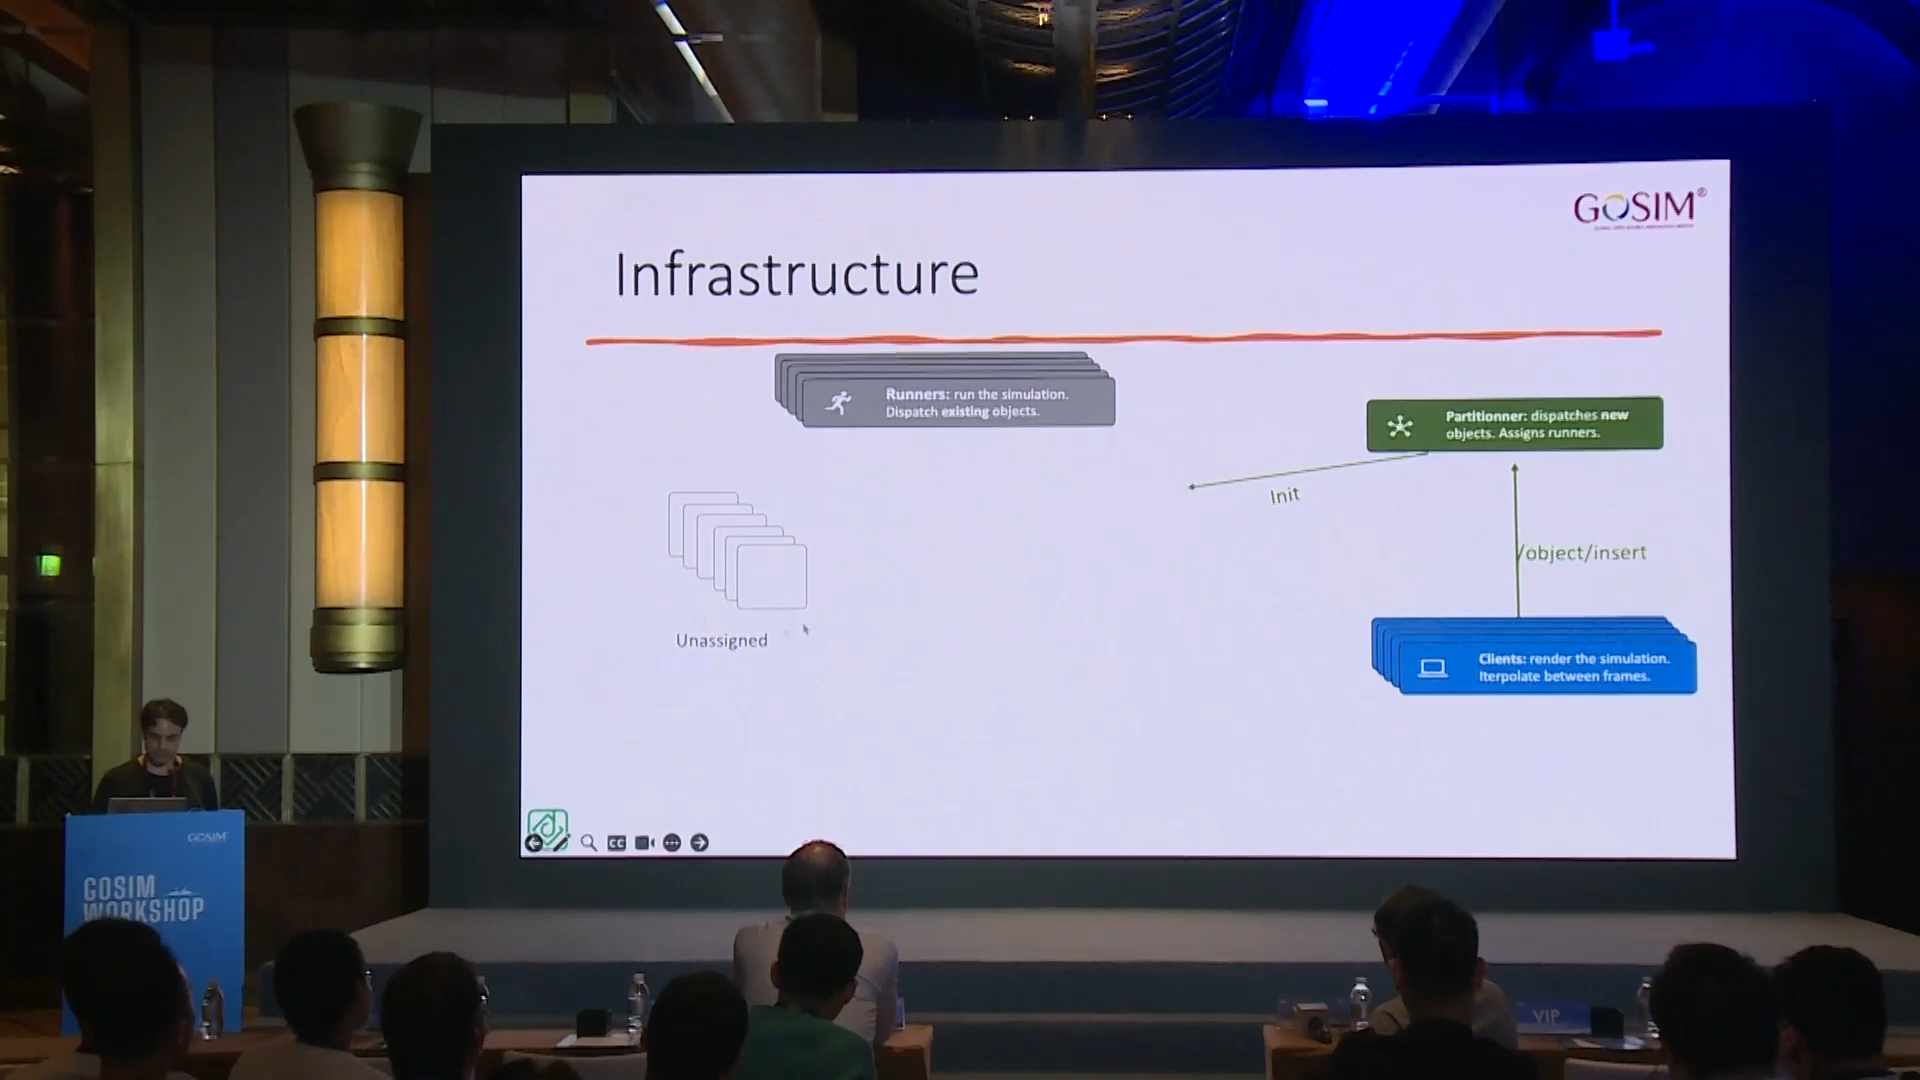 GOSIM®
Infrastructure
Runners: run the simulation.
Dispatch existing objects.
Partitionner: dispatches new
objects. Assigns runners.
Init
/object/insert
Unassigned
Clients: render the simulation.
Iterpolate between frames.
CC
GOSIM
GOSIM
WORKSHOP
VIP